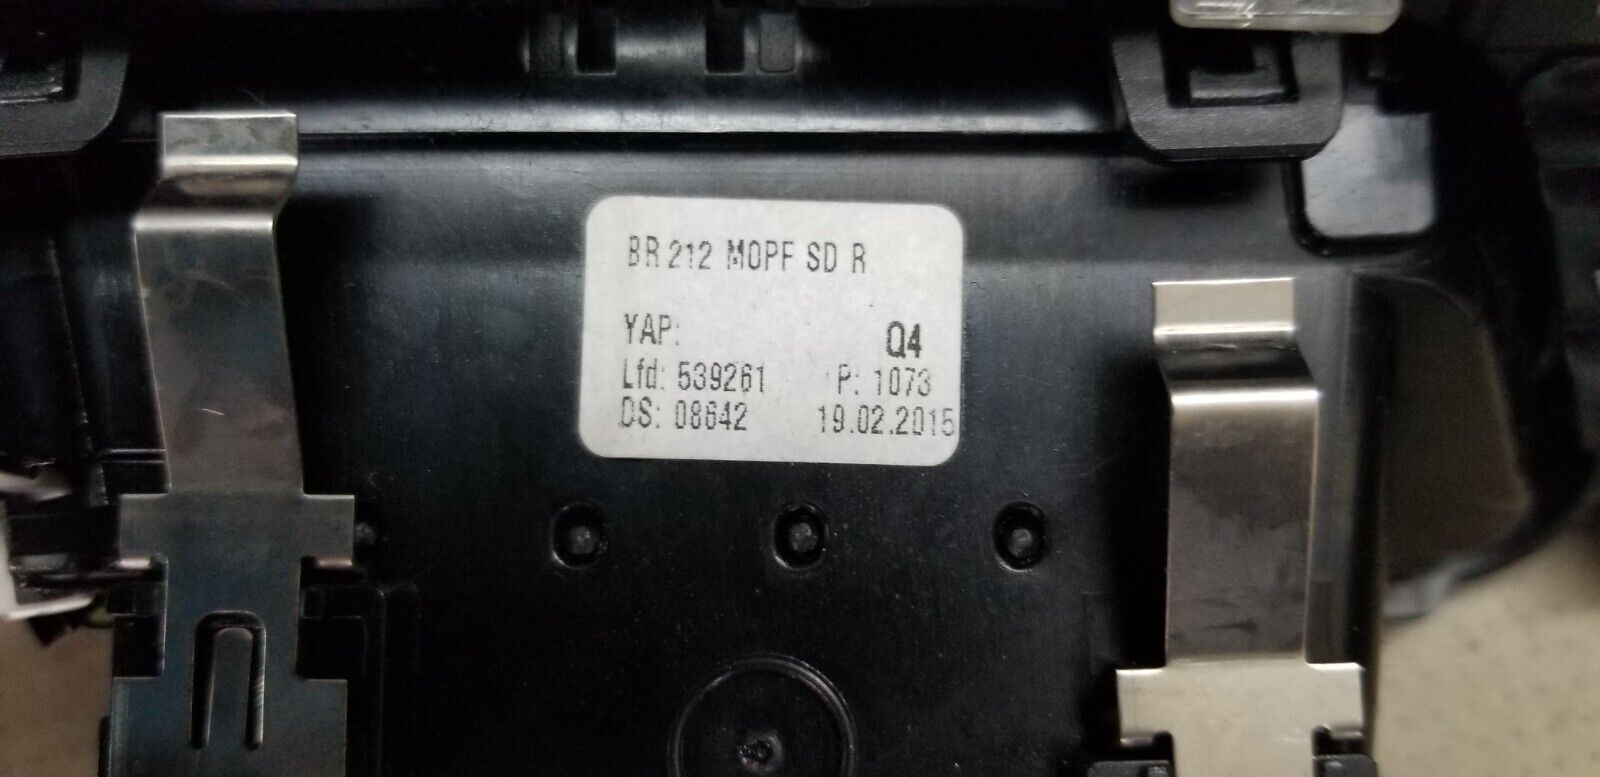 BR 212 MOPF SD R
YAP:
Q4
Lfd: 539261 P: 1073
DS: 08642 19.02.2015